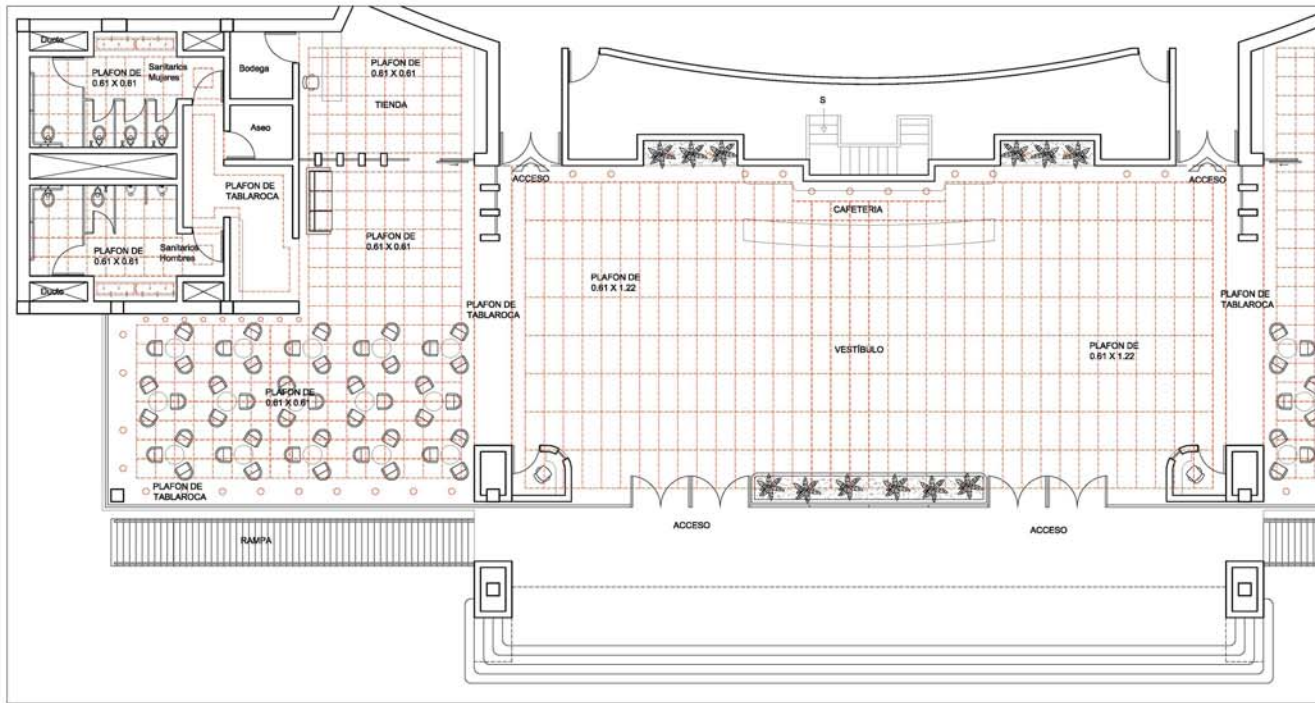 Ducto
Sanitarios
Mujeres
PLAFON DE
0.61 X 0.61
Bodega
PLAFON DE
0.61 X 0.61
TIENDA
Aseo
S
PLAFON DE
TABLAROCA
ACCESO
ACCESO
CAFETERIA
PLAFON DE
0.61 X 0.61
Sanitarios
Hombres
PLAFON DE
0.61 X 0.61
PLAFON DE
0.61 X 1.22
Ducto
PLAFON DE
TABLAROCA
PLAFON DE
TABLAROCA
VESTÍBULO
PLAFON DE
0.61 X 1.22
PLAFON DE
0.61 X 0.61
PLAFON DE
TABLAROCA
ACCESO
ACCESO
RAMPA